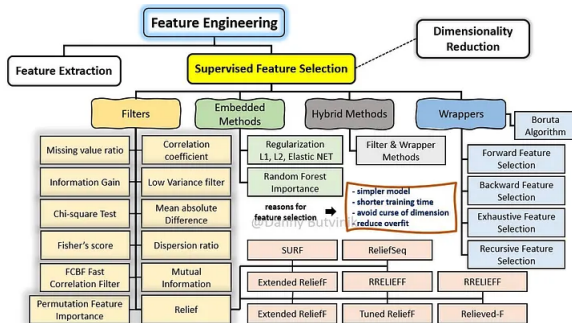 Feature Engineering
Dimensionality
Reduction
Feature Extraction
Supervised Feature Selection
Filters
Embedded
Methods
Hybrid Methods
Wrappers
Boruta
Algorithm
Missing value ratio
Correlation
coefficient
Information Gain
Low Variance filter
Chi-square Test
Mean absolute
Difference
Fisher's score
Dispersion ratio
FCBF Fast
Correlation Filter
Mutual
Information
Permutation Feature
Importance
Relief
Regularization
L1, L2, Elastic NET
Random Forest
Importance
Filter & Wrapper
Methods
Forward Feature
Selection
Backward Feature
Selection
Exhaustive Feature
Selection
Recursive Feature
Selection
reasons for
feature selection
- simpler model
- shorter training time
- avoid curse of dimension
- reduce overfit
@Danny Butvinik
SURF
ReliefSeq
Extended ReliefF
RRELIEFF
RRELIEFF
Extended ReliefF
Tuned ReliefF
Relieved-F